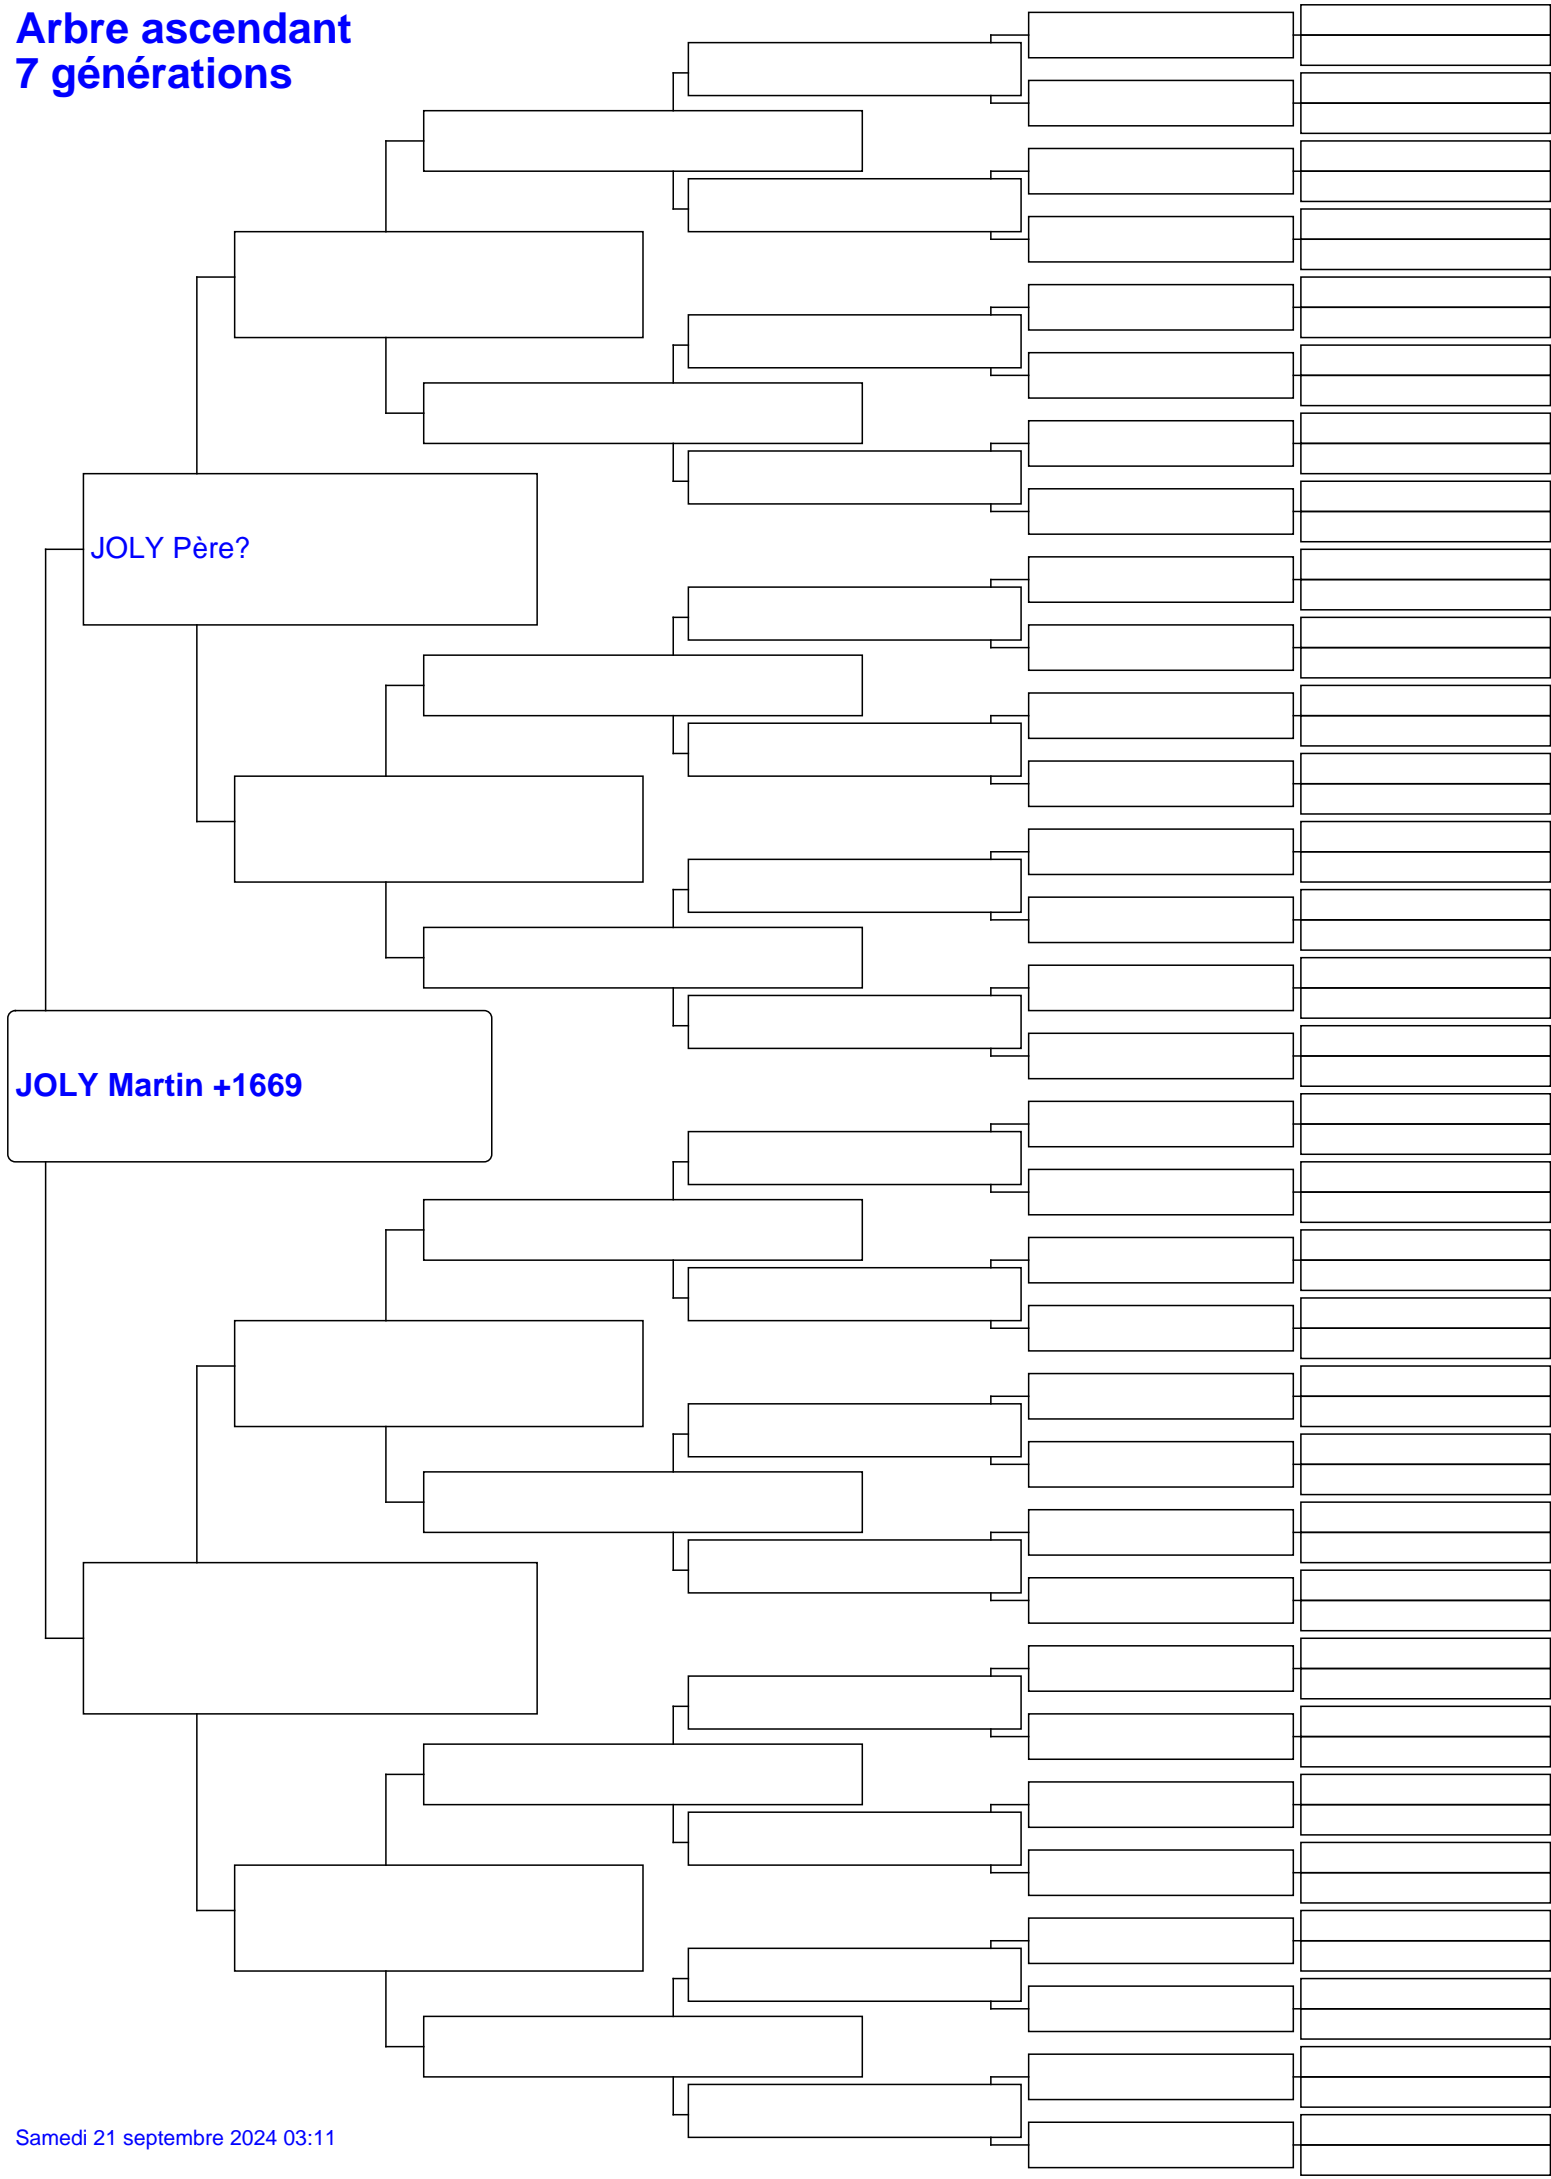 Arbre ascendant
7 générations
JOLY Père?
JOLY Martin +1669
Samedi 21 septembre 2024 03:11